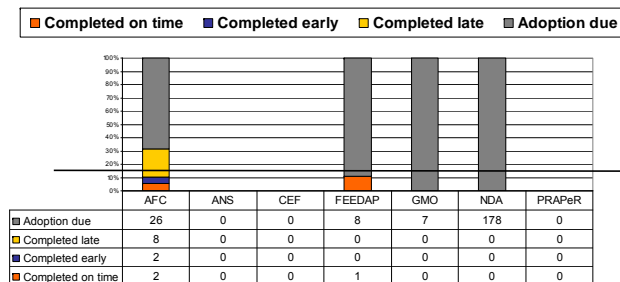 Completed on time Completed early Completed late Adoption due
100%
90%
80%
70%
60%
50%
40%
30%
20%
10%
0%
AFC ANS CEF FEEDAP GMO NDA PRAPeR
Adoption due 26 0 0 8 7 178 0
Completed late 8 0 0 0 0 0 0
Completed early 2 0 0 0 0 0 0
Completed on time 2 0 0 1 0 0 0